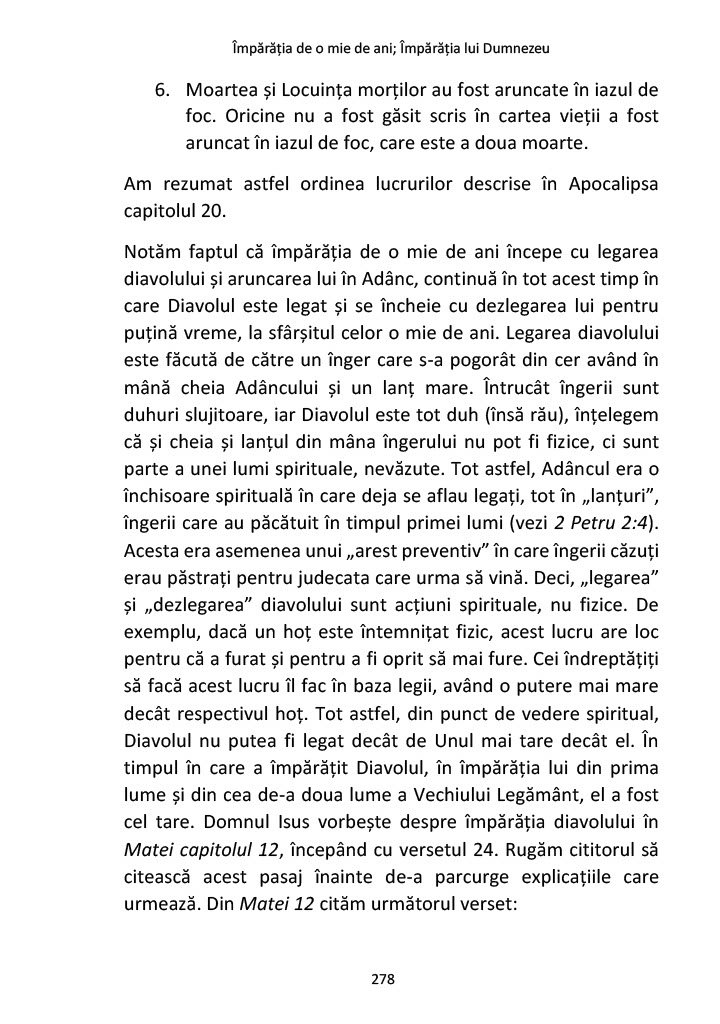 Împărăția de o mie de ani; Împărăția lui Dumnezeu
6. Moartea și Locuința morților au fost aruncate în iazul de
foc. Oricine nu a fost găsit scris în cartea vieții a fost
aruncat în iazul de foc, care este a doua moarte.
Am rezumat astfel ordinea lucrurilor descrise în Apocalipsa
capitolul 20.
Notăm faptul că împărăția de o mie de ani începe cu legarea
diavolului și aruncarea lui în Adânc, continuă în tot acest timp în
care Diavolul este legat și se încheie cu dezlegarea lui pentru
puțină vreme, la sfârșitul celor o mie de ani. Legarea diavolului
este făcută de către un înger care s-a pogorât din cer având în
mână cheia Adâncului și un lanț mare. Întrucât îngerii sunt
duhuri slujitoare, iar Diavolul este tot duh (însă rău), înțelegem
că și cheia și lanțul din mâna îngerului nu pot fi fizice, ci sunt
parte a unei lumi spirituale, nevăzute. Tot astfel, Adâncul era o
închisoare spirituală în care deja se aflau legați, tot în „lanțuri”,
îngerii care au păcătuit în timpul primei lumi (vezi 2 Petru 2:4).
Acesta era asemenea unui „arest preventiv” în care îngerii căzuți
erau păstrați pentru judecata care urma să vină. Deci, „legarea”
și „dezlegarea” diavolului sunt acțiuni spirituale, nu fizice. De
exemplu, dacă un hoț este întemnițat fizic, acest lucru are loc
pentru că a furat și pentru a fi oprit să mai fure. Cei îndreptățiți
să facă acest lucru îl fac în baza legii, având o putere mai mare
decât respectivul hoț. Tot astfel, din punct de vedere spiritual,
Diavolul nu putea fi legat decât de Unul mai tare decât el. În
timpul în care a împărățit Diavolul, în împărăția lui din prima
lume și din cea de-a doua lume a Vechiului Legământ, el a fost
cel tare. Domnul Isus vorbește despre împărăția diavolului în
Matei capitolul 12, începând cu versetul 24. Rugăm cititorul să
citească acest pasaj înainte de-a parcurge explicațiile care
urmează. Din Matei 12 cităm următorul verset:
278